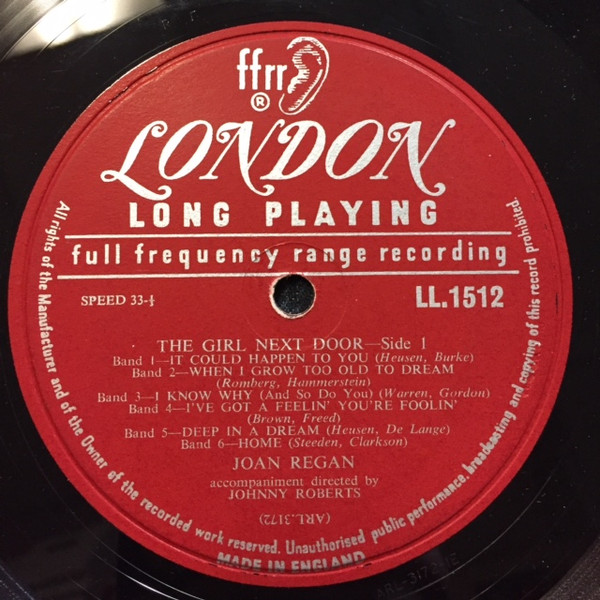 ffrr
®
LONDON
LONG PLAYING
full frequency range recording
SPEED 33-⅓
LL.1512
THE GIRL NEXT DOOR—Side 1
Band 1—IT COULD HAPPEN TO YOU (Heusen, Burke)
Band 2—WHEN I GROW TOO OLD TO DREAM
(Romberg, Hammerstein)
Band 3—I KNOW WHY (And So Do You) (Warren, Gordon)
Band 4—I'VE GOT A FEELIN' YOU'RE FOOLIN'
(Brown, Freed)
Band 5—DEEP IN A DREAM (Heusen, De Lange)
Band 6—HOME (Steeden, Clarkson)
JOAN REGAN
accompaniment directed by
JOHNNY ROBERTS
(ARL.3172)
All rights of the Manufacturer and of the Owner of the recorded work reserved. Unauthorised public performance, broadcasting and copying of this record prohibited.
MADE IN ENGLAND